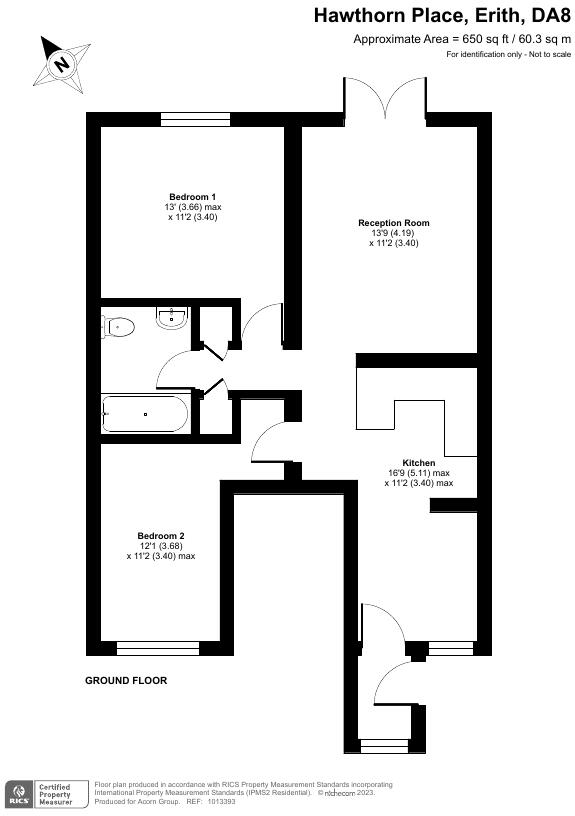 Hawthorn Place, Erith, DA8
Approximate Area = 650 sq ft / 60.3 sq m
For identification only - Not to scale
N
Bedroom 1
13' (3.66) max
x 11'2 (3.40)
Reception Room
13'9 (4.19)
x 11'2 (3.40)
Kitchen
16'9 (5.11) max
x 11'2 (3.40) max
Bedroom 2
12'1 (3.68)
x 11'2 (3.40) max
GROUND FLOOR
RICS
Certified
Property
Measurer
Floor plan produced in accordance with RICS Property Measurement Standards incorporating
International Property Measurement Standards (IPMS2 Residential). © nichecom 2023.
Produced for Acorn Group. REF: 1013393